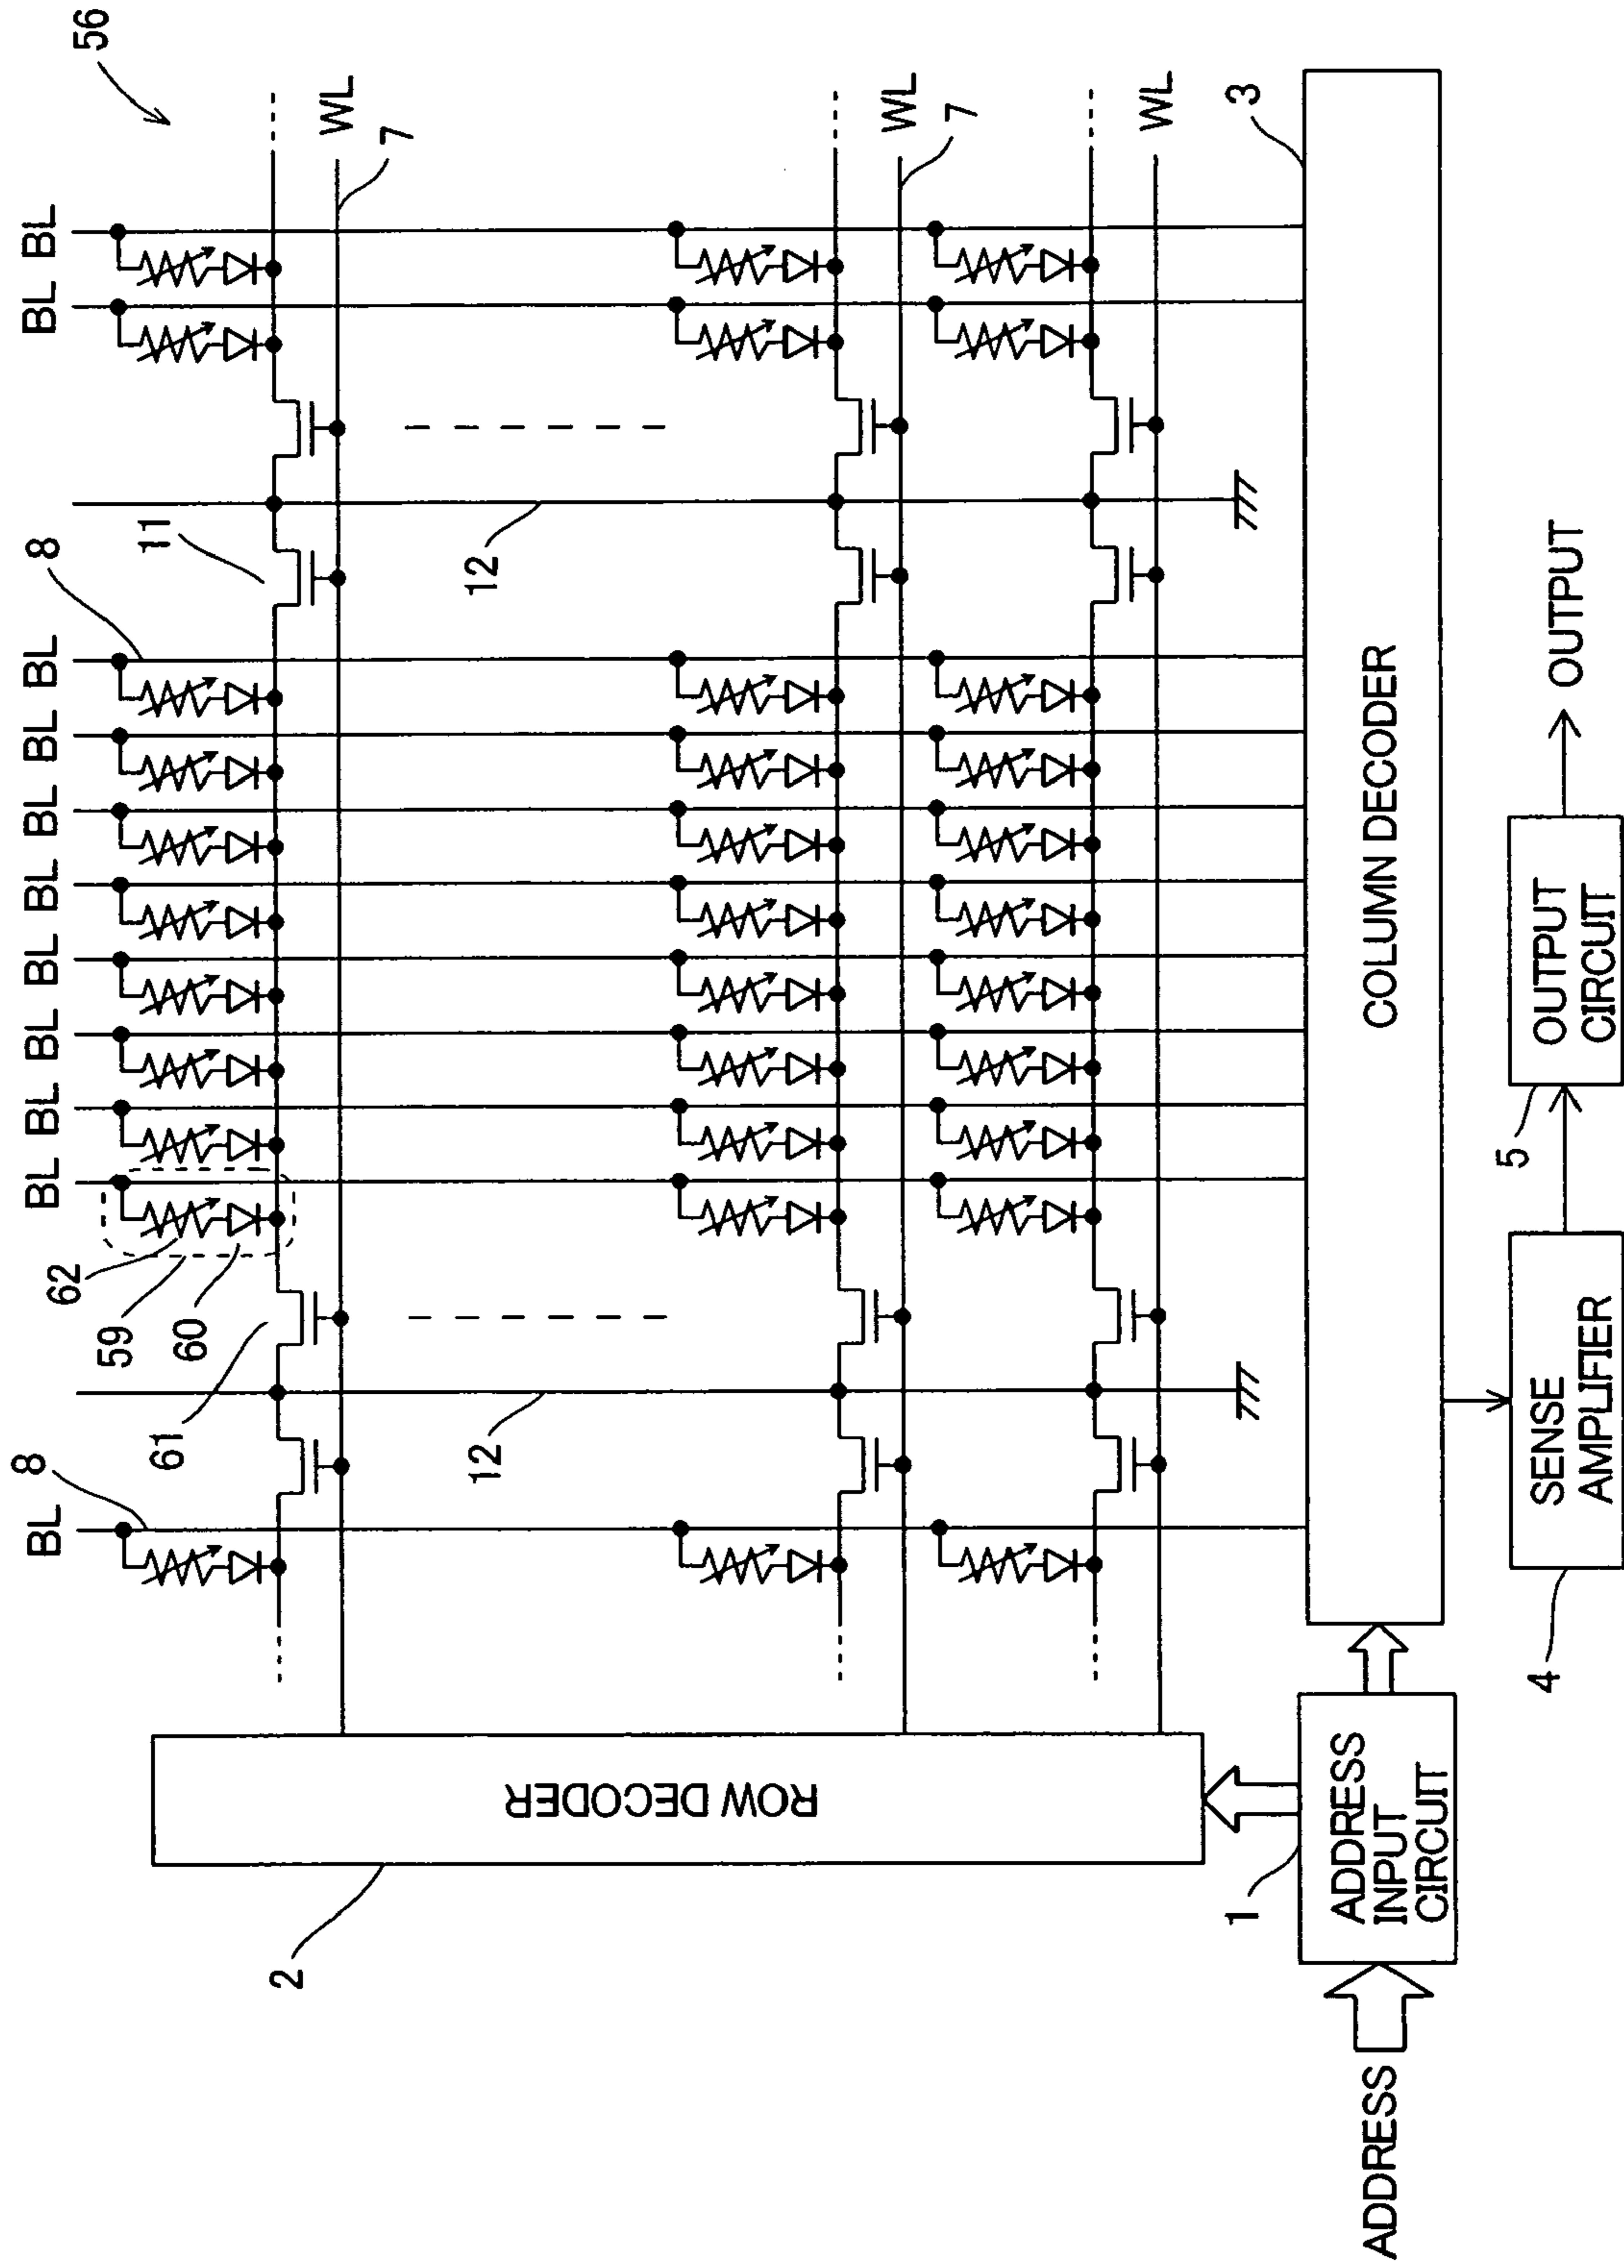 56
BL
BL BL BL BL BL BL BL BL
BL BL
8
8
62
59
60
61
11
12
12
WL
7
WL
7
WL
2
ROW DECODER
3
COLUMN DECODER
1
ADDRESS
INPUT
CIRCUIT
ADDRESS
4
SENSE
AMPLIFIER
5
OUTPUT
CIRCUIT
OUTPUT